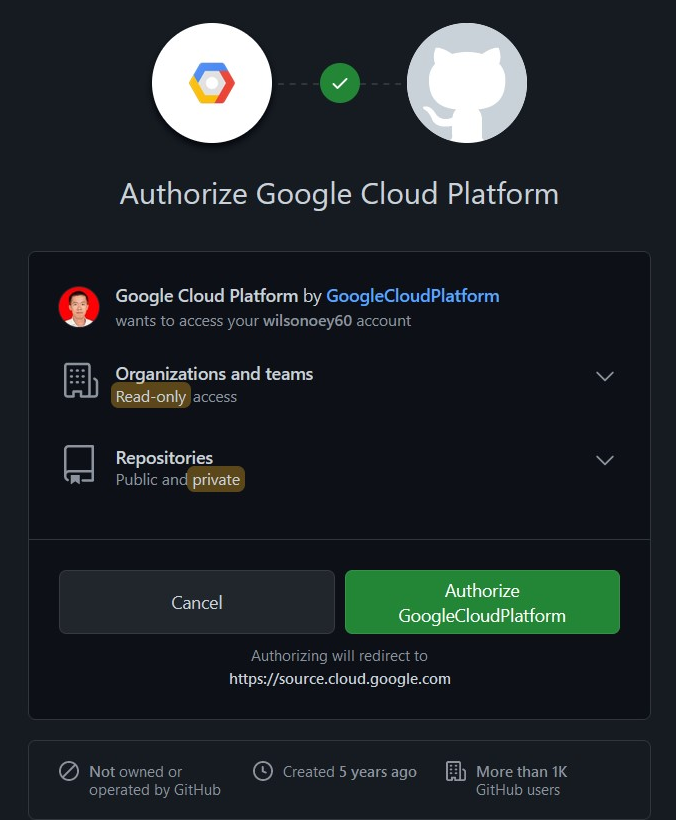 Authorize Google Cloud Platform
Google Cloud Platform by GoogleCloudPlatform
wants to access your wilsonoey60 account
Organizations and teams
Read-only access
Repositories
Public and private
Cancel
Authorize
GoogleCloudPlatform
Authorizing will redirect to
https://source.cloud.google.com
Not owned or
operated by GitHub
Created 5 years ago
More than 1K
GitHub users